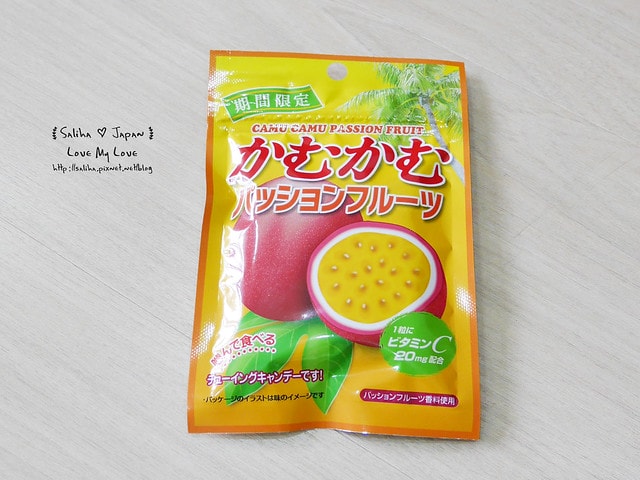 Saliha ♡ Japan
Love My Love
http://saliha.pixnet.net/blog
期間限定
CAMU CAMU PASSION FRUIT
かむかむ
パッションフルーツ
1粒に
ビタミンC
20mg配合
噛んで食べる
チューイングキャンデーです!
・パッケージのイラストは味のイメージです
パッションフルーツ香料使用